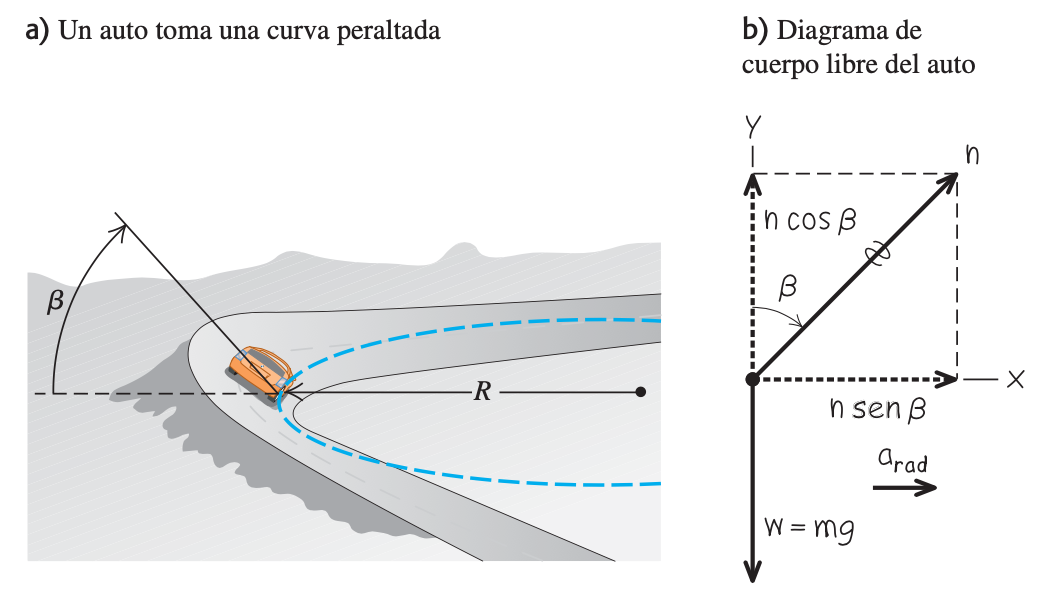 a) Un auto toma una curva peraltada
β
R
b) Diagrama de
cuerpo libre del auto
Y
n
n cos β
β
X
n sen β
a_rad
w = mg